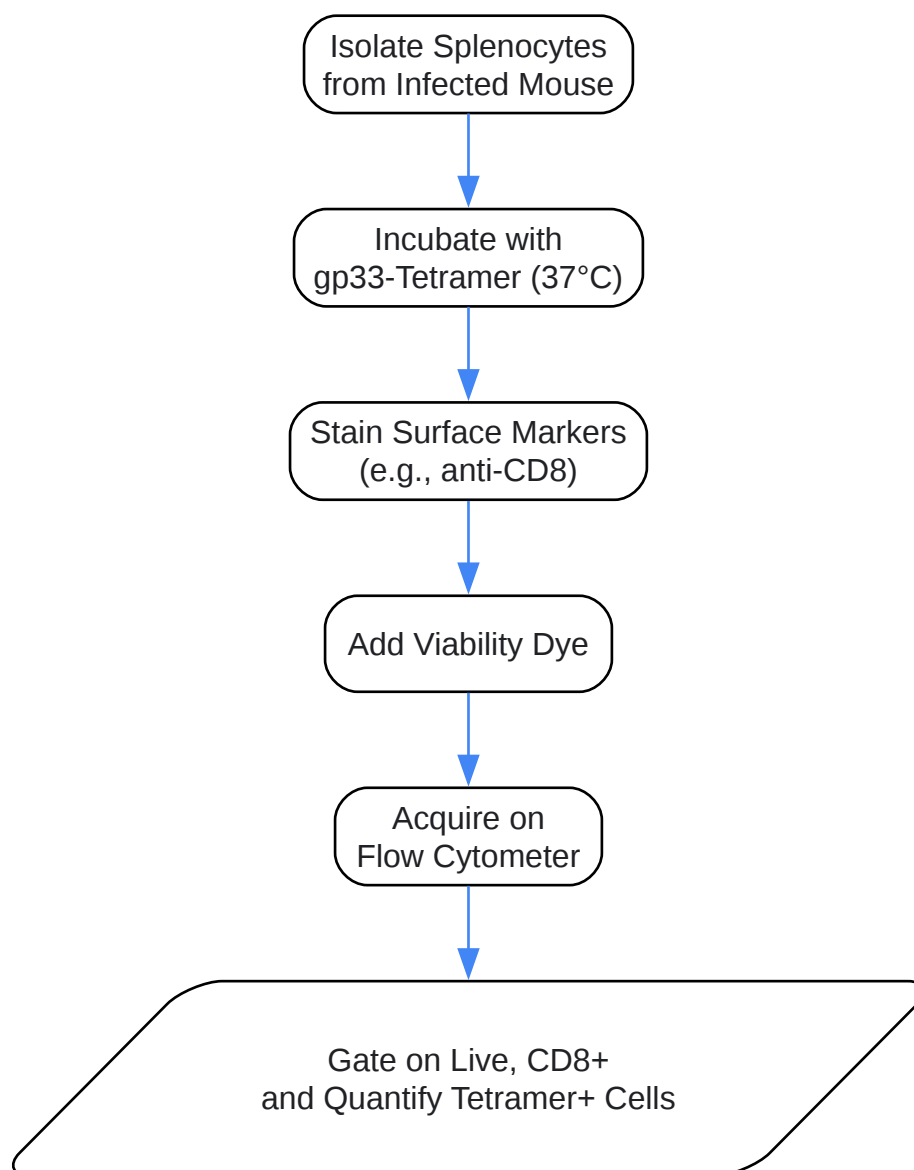 Isolate Splenocytes
from Infected Mouse
Incubate with
gp33-Tetramer (37°C)
Stain Surface Markers
(e.g., anti-CD8)
Add Viability Dye
Acquire on
Flow Cytometer
Gate on Live, CD8+
and Quantify Tetramer+ Cells